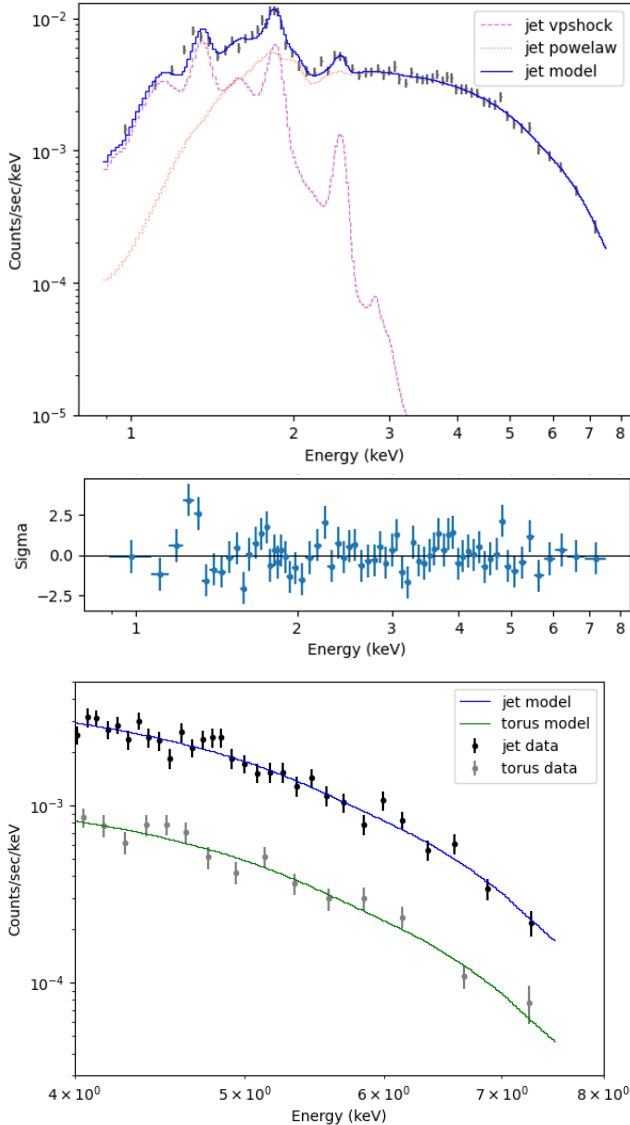 10⁻²
10⁻³
10⁻⁴
10⁻⁵
Counts/sec/keV
jet vpshock
jet powelaw
jet model
1 2 3 4 5 6 7 8
Energy (keV)
2.5
0.0
−2.5
Sigma
1 2 3 4 5 6 7 8
Energy (keV)
10⁻³
10⁻⁴
Counts/sec/keV
jet model
torus model
jet data
torus data
4 × 10⁰ 5 × 10⁰ 6 × 10⁰ 7 × 10⁰ 8 × 10⁰
Energy (keV)